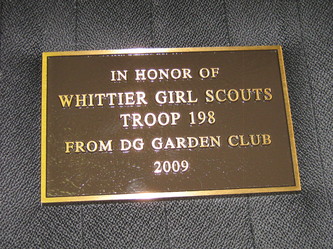 IN HONOR OF
WHITTIER GIRL SCOUTS
TROOP 198
FROM DG GARDEN CLUB
2009